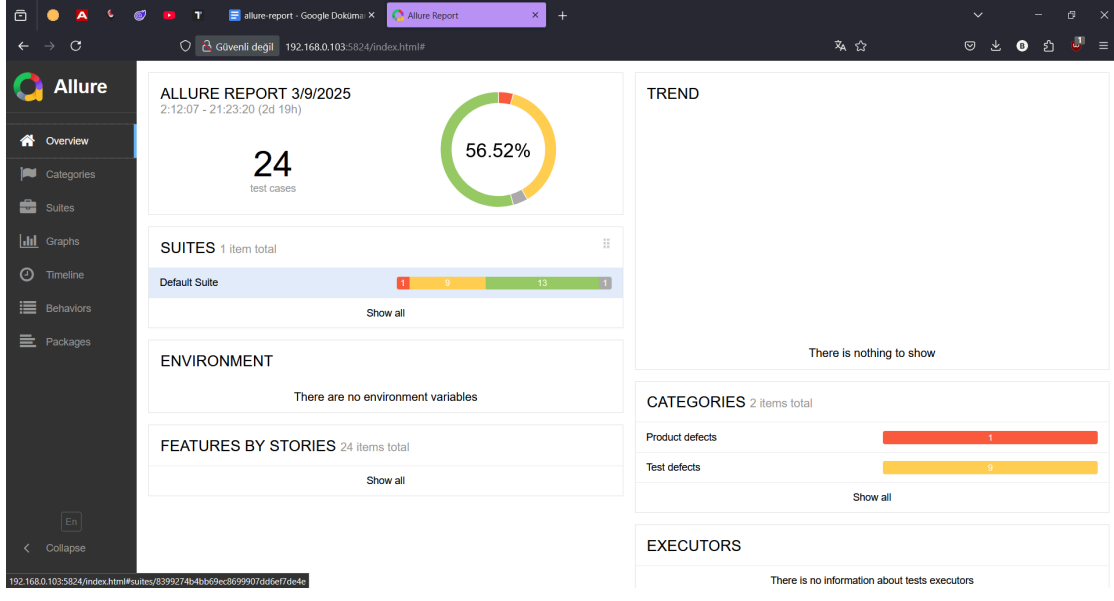 allure-report - Google Doküma
Allure Report
Güvenli değil
192.168.0.103:5824/index.html#
1
Allure
Overview
Categories
Suites
Graphs
Timeline
Behaviors
Packages
En
Collapse
ALLURE REPORT 3/9/2025
2:12:07 - 21:23:20 (2d 19h)
24
test cases
56.52%
SUITES 1 item total
Default Suite
1 9 13 1
Show all
ENVIRONMENT
There are no environment variables
FEATURES BY STORIES 24 items total
Show all
TREND
There is nothing to show
CATEGORIES 2 items total
Product defects 1
Test defects 9
Show all
EXECUTORS
There is no information about tests executors
192.168.0.103:5824/index.html#suites/8399274b4bb69ec8699907dd6ef7de4e